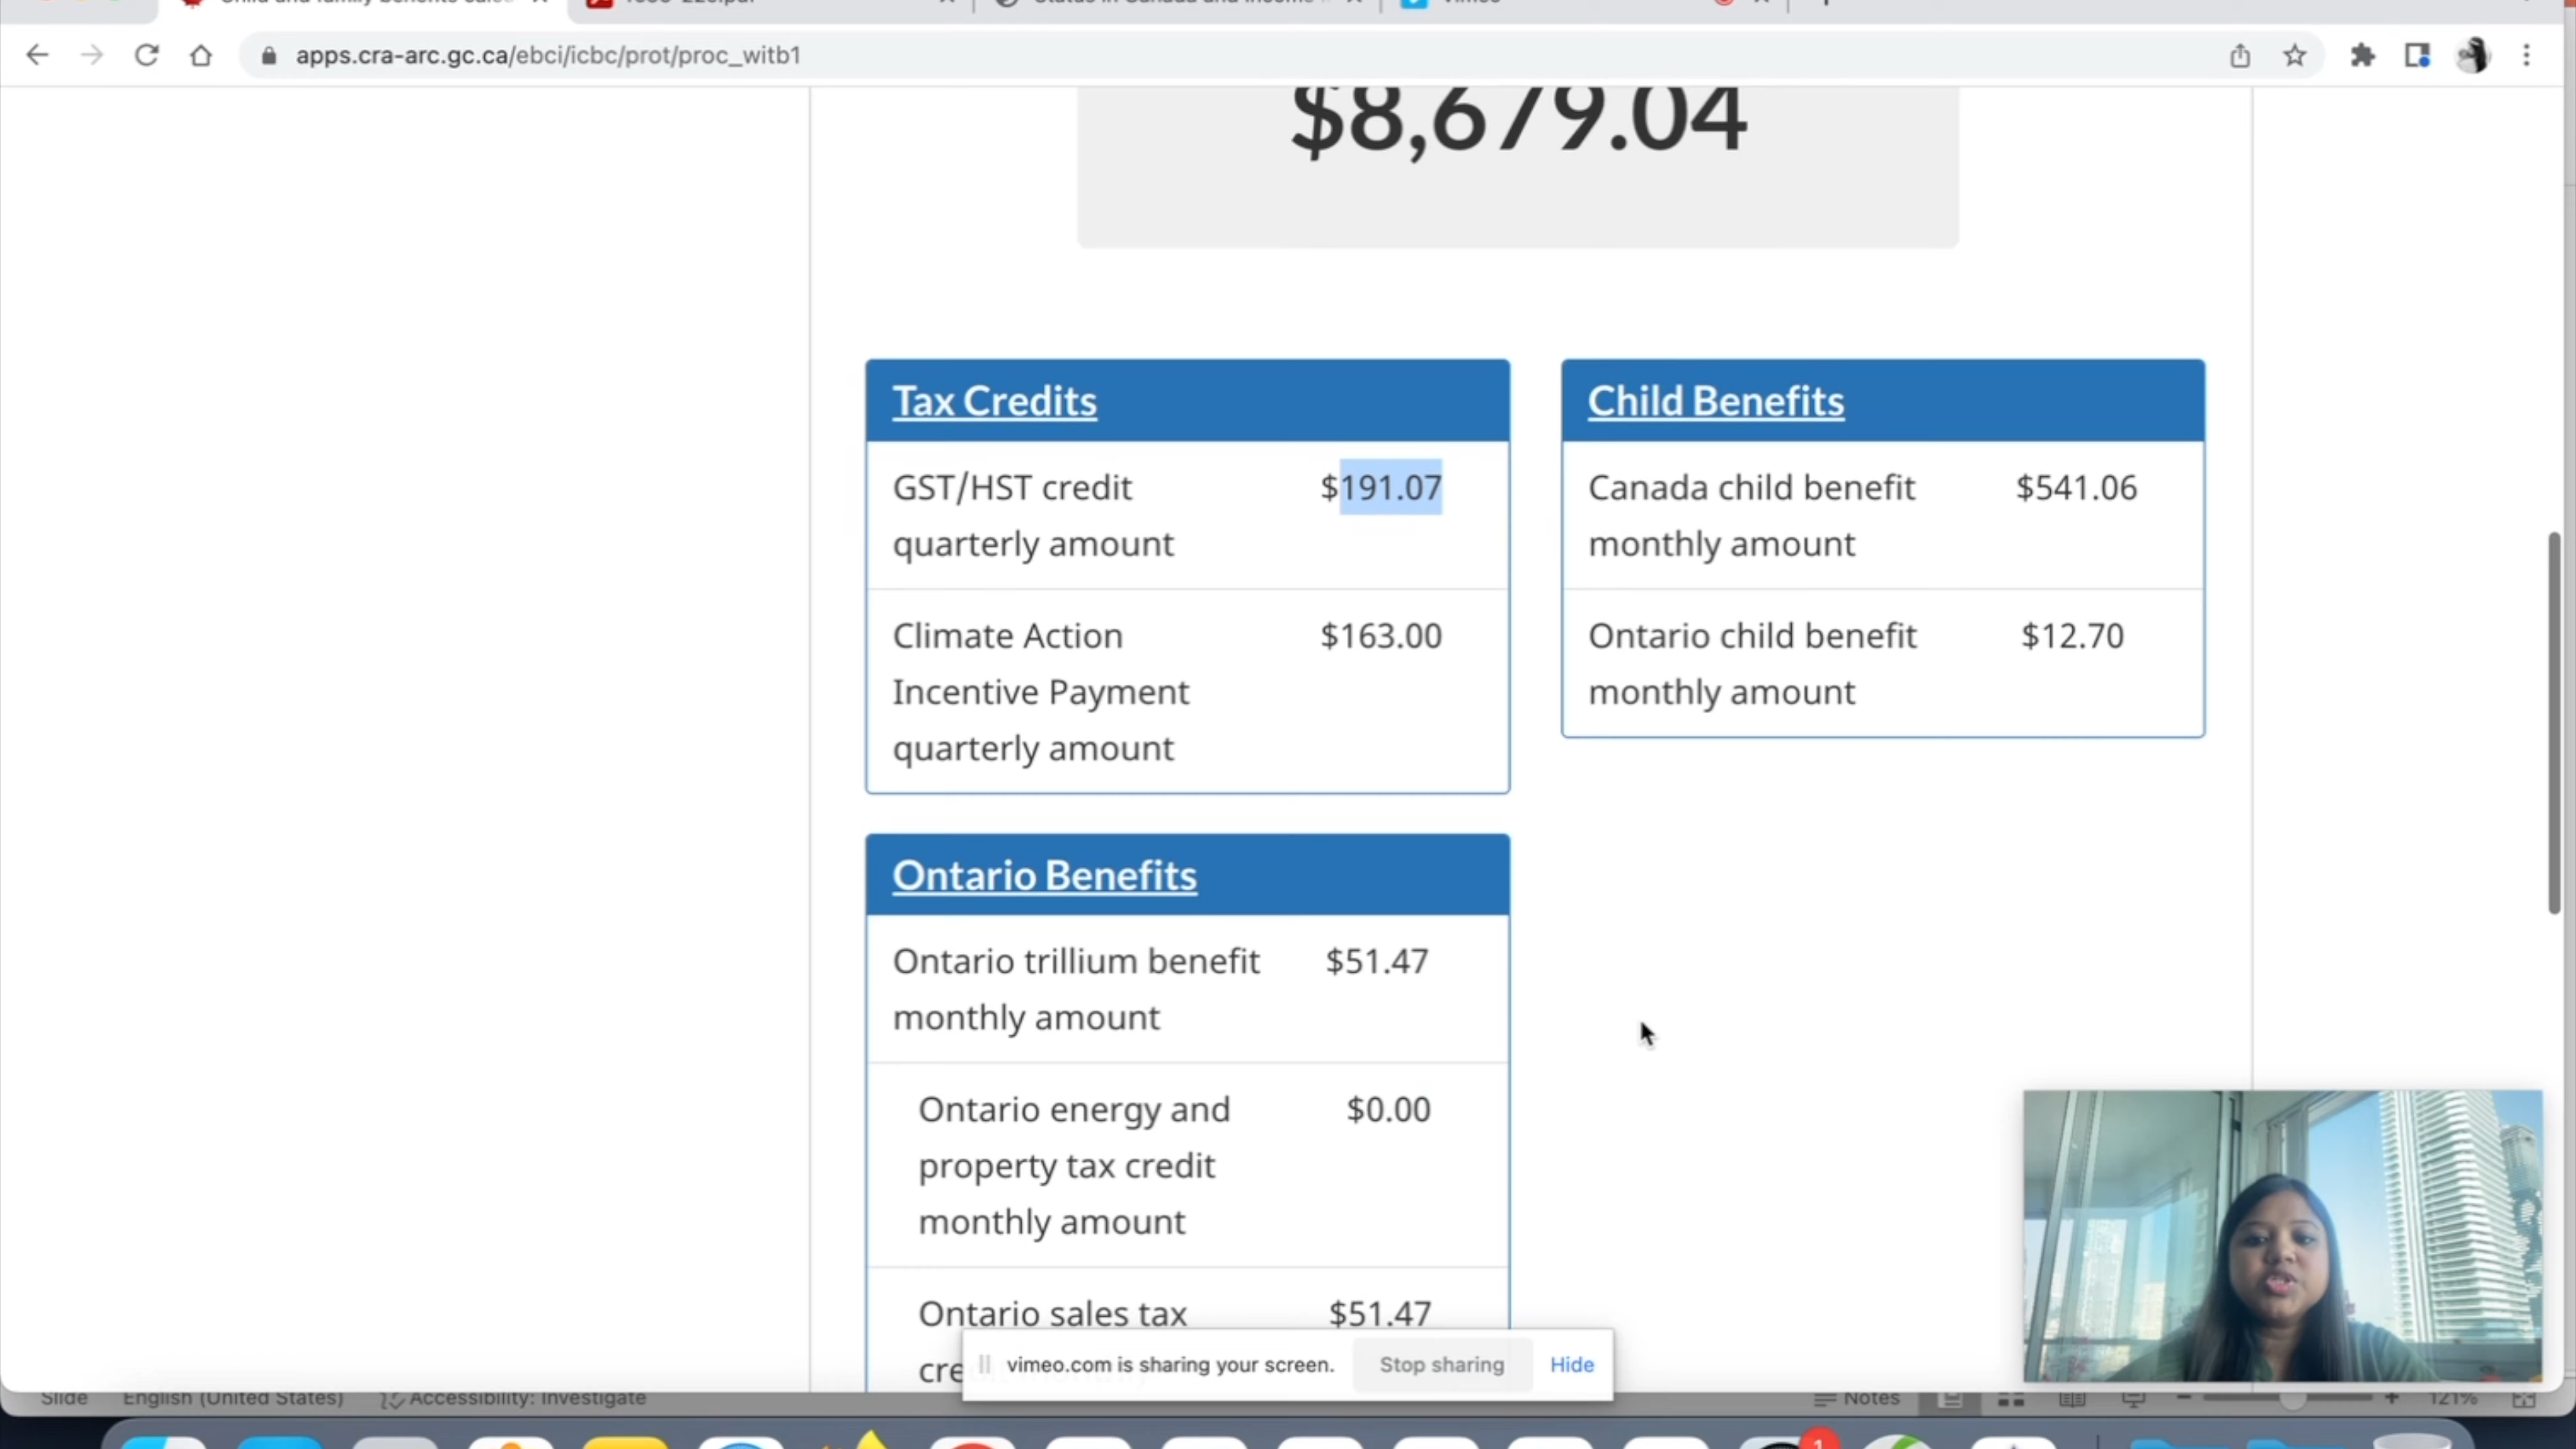 apps.cra-arc.gc.ca/ebci/icbc/prot/proc_witb1
$8,679.04
Tax Credits
GST/HST credit $191.07
quarterly amount
Climate Action $163.00
Incentive Payment
quarterly amount
Child Benefits
Canada child benefit $541.06
monthly amount
Ontario child benefit $12.70
monthly amount
Ontario Benefits
Ontario trillium benefit $51.47
monthly amount
Ontario energy and $0.00
property tax credit
monthly amount
Ontario sales tax $51.47
cre
vimeo.com is sharing your screen. Stop sharing Hide
Slide English (United States) Accessibility: Investigate Notes 121%
1